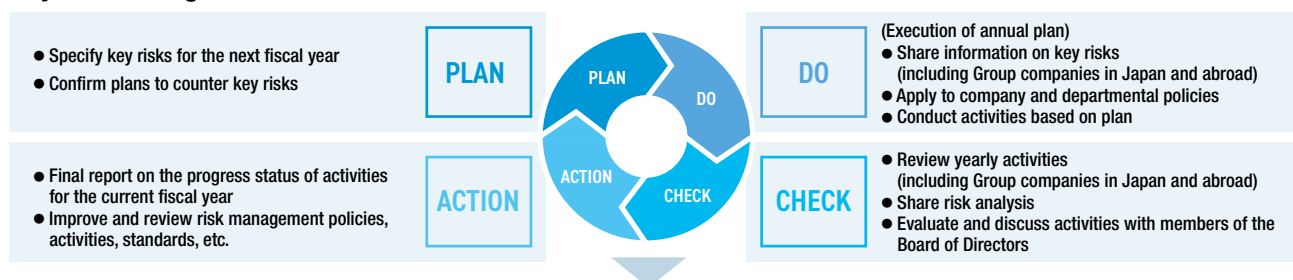 ● Specify key risks for the next fiscal year
● Confirm plans to counter key risks
PLAN
PLAN
DO
DO
(Execution of annual plan)
● Share information on key risks
(including Group companies in Japan and abroad)
● Apply to company and departmental policies
● Conduct activities based on plan
● Final report on the progress status of activities
for the current fiscal year
● Improve and review risk management policies,
activities, standards, etc.
ACTION
ACTION
CHECK
CHECK
● Review yearly activities
(including Group companies in Japan and abroad)
● Share risk analysis
● Evaluate and discuss activities with members of the
Board of Directors